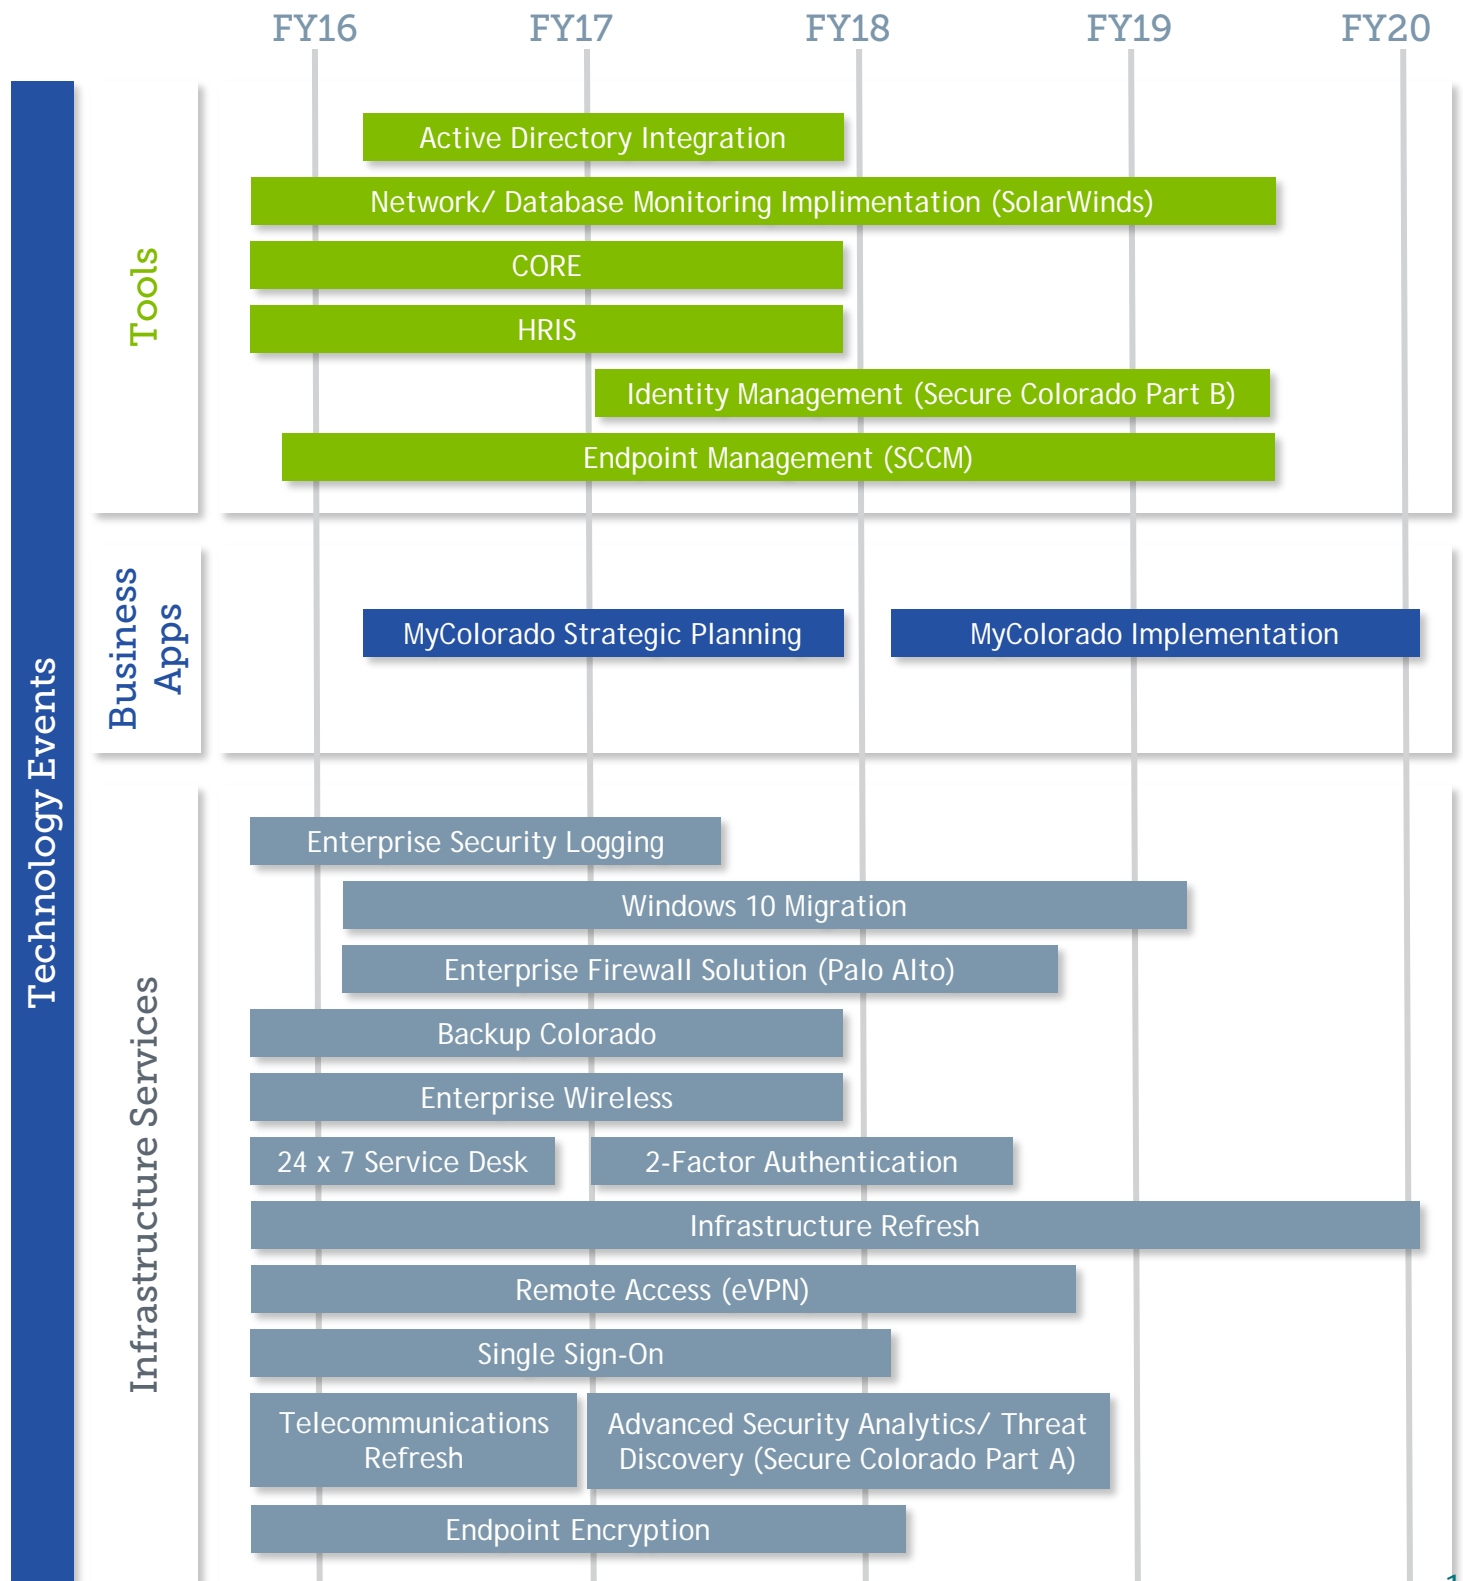 FY16 FY17 FY18 FY19 FY20
Technology Events
Tools
Active Directory Integration
Network/ Database Monitoring Implimentation (SolarWinds)
CORE
HRIS
Identity Management (Secure Colorado Part B)
Endpoint Management (SCCM)
Business
Apps
MyColorado Strategic Planning
MyColorado Implementation
Infrastructure Services
Enterprise Security Logging
Windows 10 Migration
Enterprise Firewall Solution (Palo Alto)
Backup Colorado
Enterprise Wireless
24 x 7 Service Desk
2-Factor Authentication
Infrastructure Refresh
Remote Access (eVPN)
Single Sign-On
Telecommunications
Refresh
Advanced Security Analytics/ Threat
Discovery (Secure Colorado Part A)
Endpoint Encryption